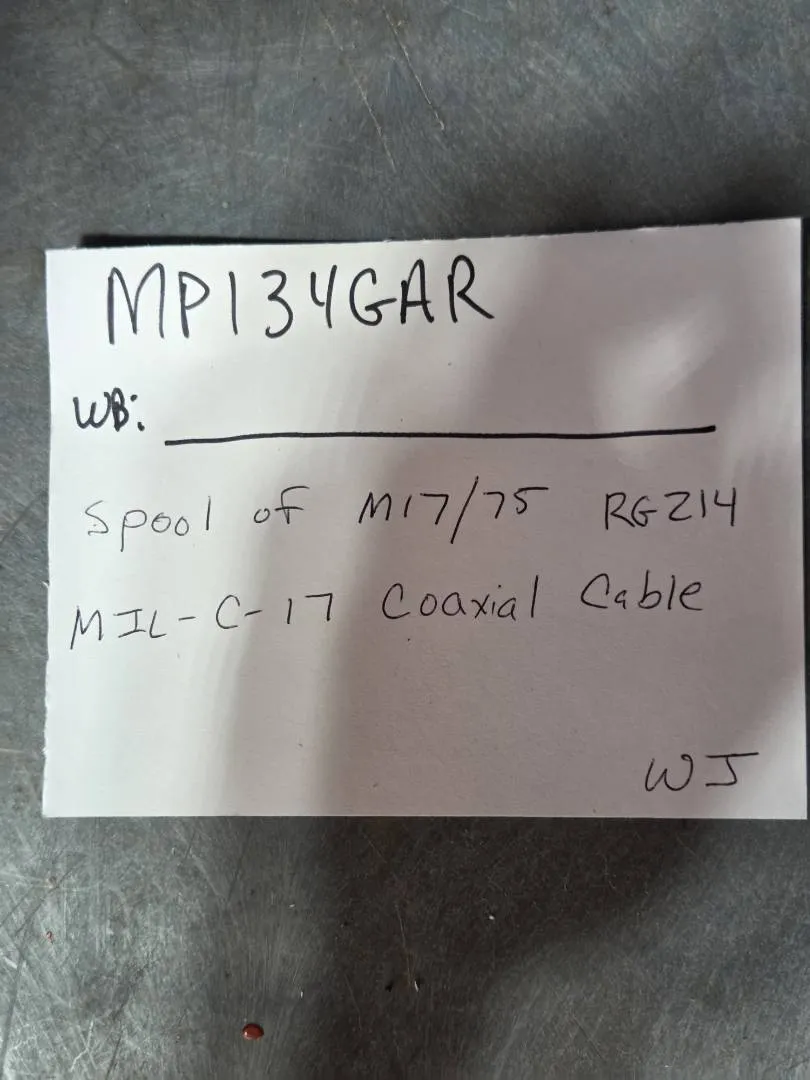 MP134GAR
WB:
Spool of M17/75 RG214
MIL-C-17 Coaxial Cable
WJ